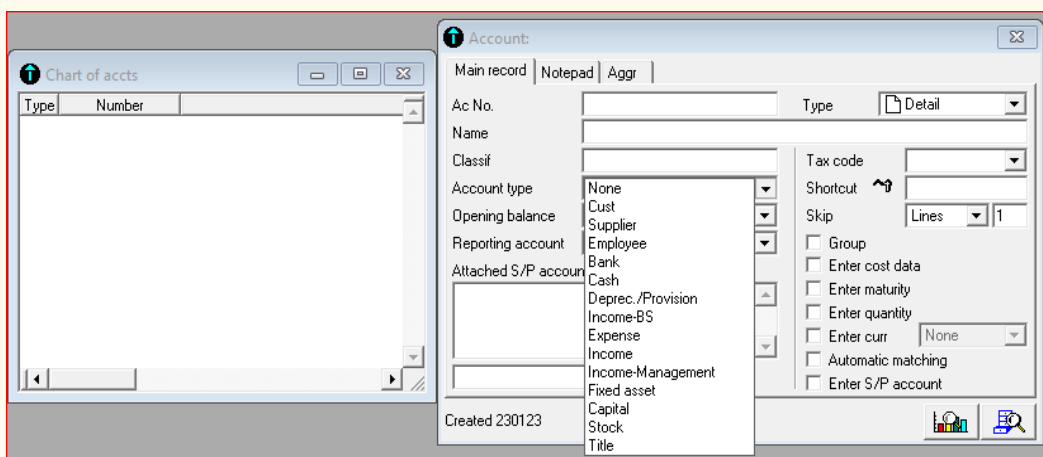 Chart of accts
Type Number
Account:
Main record Notepad Aggr
Ac No.
Type Detail
Name
Classif
Tax code
Account type
Shortcut
Opening balance
Skip Lines 1
Reporting account
Group
Attached S/P accoun
Enter cost data
Enter maturity
Enter quantity
Enter curr None
Automatic matching
Enter S/P account
None
Cust
Supplier
Employee
Bank
Cash
Deprec./Provision
Income-BS
Expense
Income
Income-Management
Fixed asset
Capital
Stock
Title
Created 230123